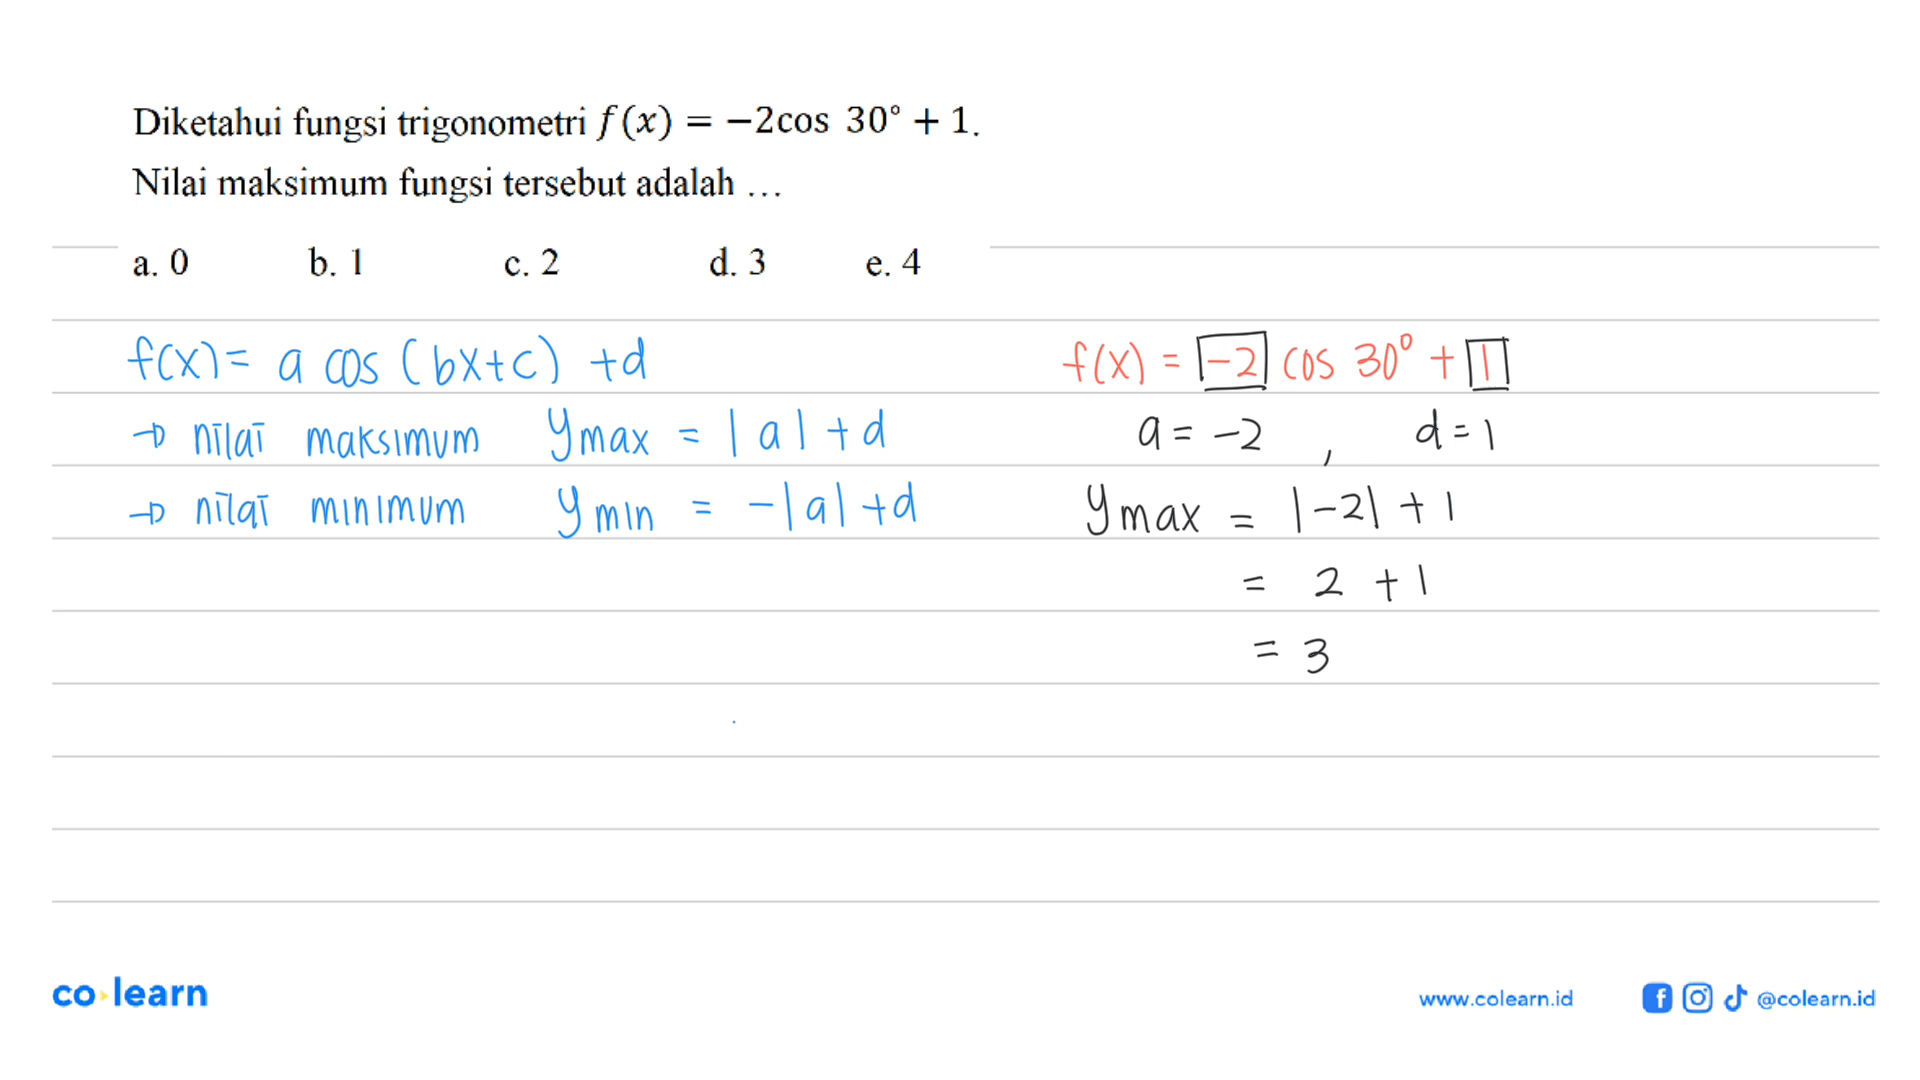 Diketahui fungsi trigonometri f(x) = −2cos 30° + 1.
Nilai maksimum fungsi tersebut adalah …
a. 0 b. 1 c. 2 d. 3 e. 4
f(x) = a cos (bx+c) + d
→ nilai maksimum ymax = |a| + d
→ nilai minimum ymin = -|a| + d
f(x) = -2 cos 30° + 1
a = -2 , d = 1
ymax = |-2| + 1
= 2 + 1
= 3
co learn
www.colearn.id @colearn.id